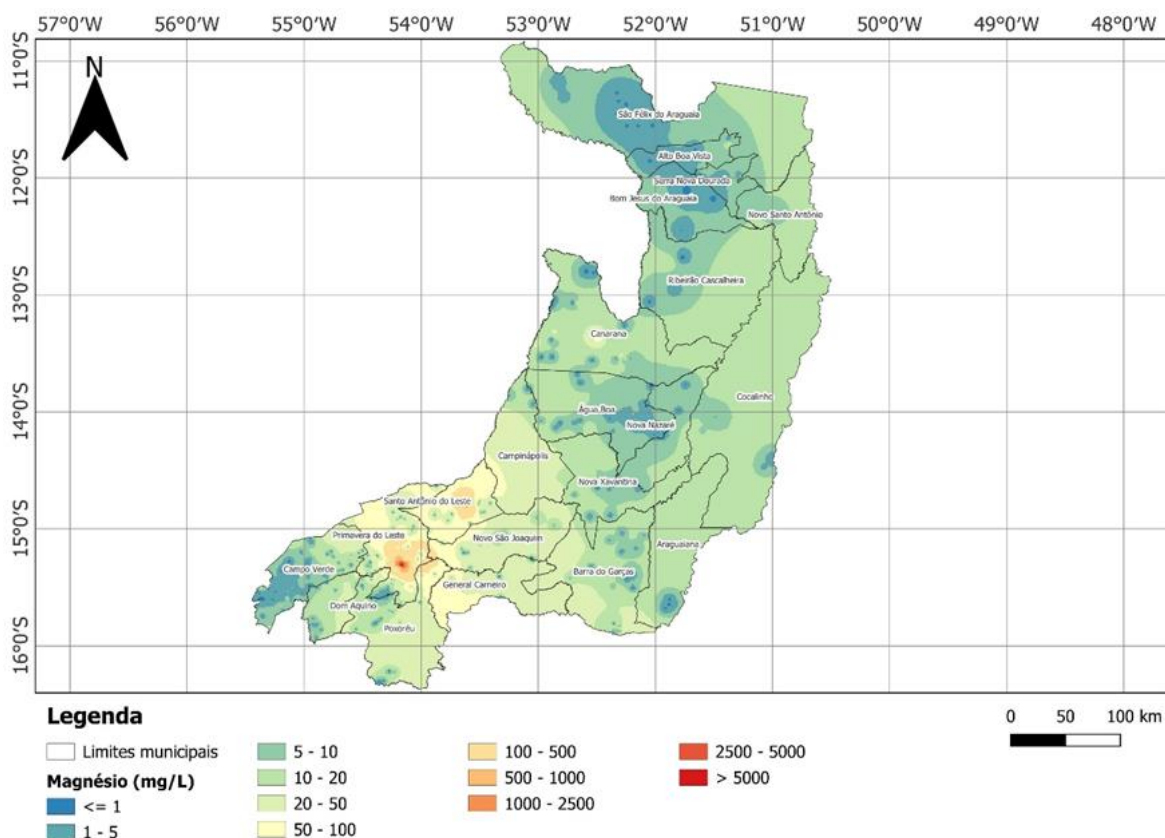 57°0'W 56°0'W 55°0'W 54°0'W 53°0'W 52°0'W 51°0'W 50°0'W 49°0'W 48°0'W
11°0'S
N
São Félix do Araguaia
Alto Boa Vista
12°0'S
Serra Nova Dourada
Bom Jesus do Araguaia
Novo Santo Antônio
Ribeirão Cascalheira
13°0'S
Canarana
Cocalinho
14°0'S
Água Boa
Nova Nazaré
Campinápolis
Nova Xavantina
Santo Antônio do Leste
15°0'S
Primavera do Leste
Novo São Joaquim
Araguaiana
Campo Verde
Barra do Garças
General Carneiro
Dom Aquino
Poxoréu
16°0'S
Legenda
Limites municipais
Magnésio (mg/L)
<= 1
1 - 5
5 - 10
10 - 20
20 - 50
50 - 100
100 - 500
500 - 1000
1000 - 2500
2500 - 5000
> 5000
0 50 100 km